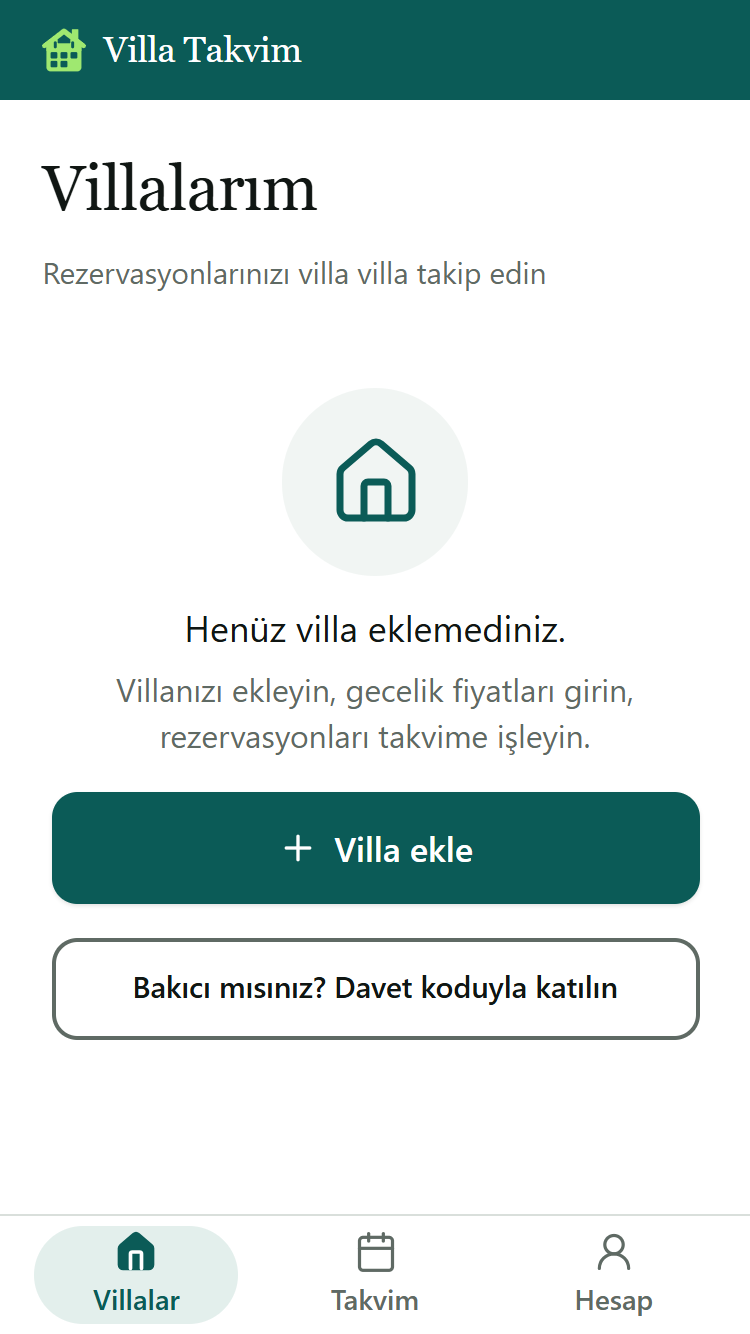 Villa Takvim
Villalarım
Rezervasyonlarınızı villa villa takip edin
Henüz villa eklemediniz.
Villanızı ekleyin, gecelik fiyatları girin,
rezervasyonları takvime işleyin.
+ Villa ekle
Bakıcı mısınız? Davet koduyla katılın
Villalar
Takvim
Hesap